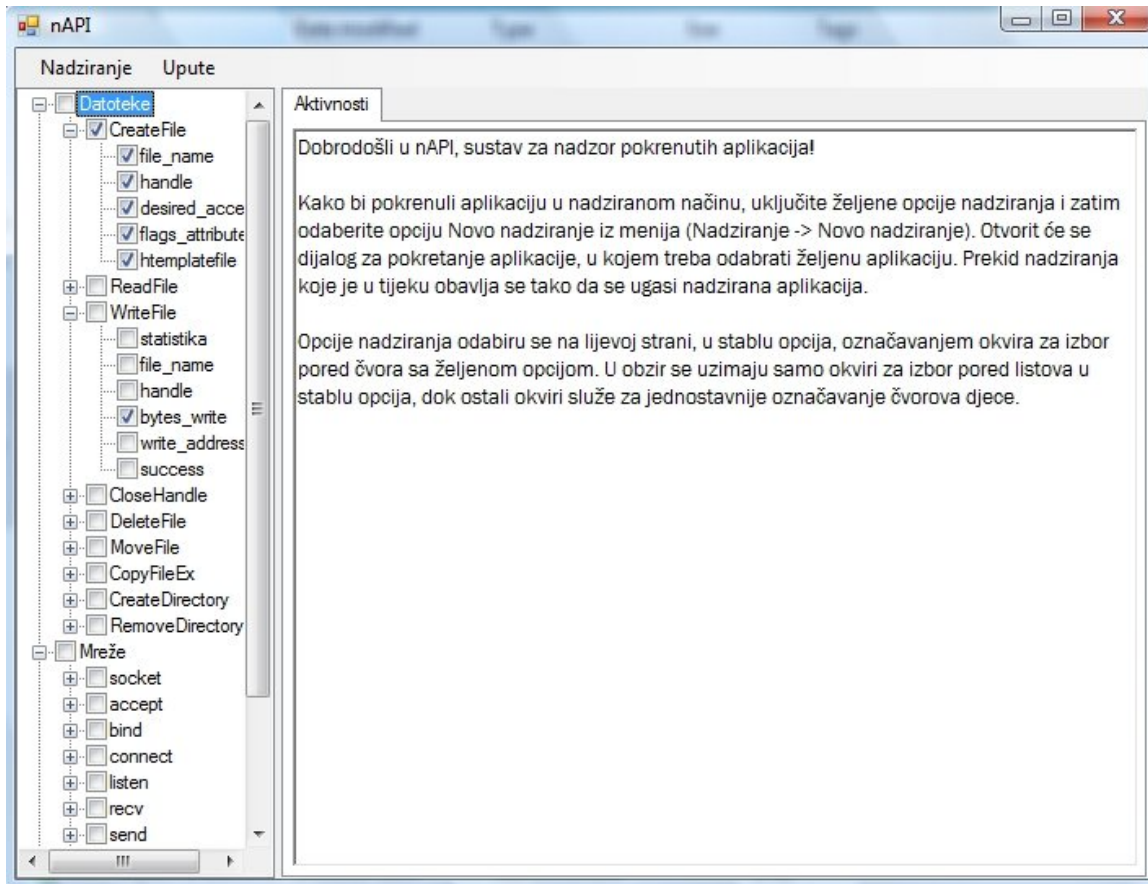 nAPI
Nadziranje Upute
Datoteke
CreateFile
file_name
handle
desired_acce
flags_attribute
htemplatefile
ReadFile
WriteFile
statistika
file_name
handle
bytes_write
write_address
success
CloseHandle
DeleteFile
MoveFile
CopyFileEx
CreateDirectory
RemoveDirectory
Mreže
socket
accept
bind
connect
listen
recv
send
Aktivnosti
Dobrodošli u nAPI, sustav za nadzor pokrenutih aplikacija!
Kako bi pokrenuli aplikaciju u nadziranom načinu, uključite željene opcije nadziranja i zatim
odaberite opciju Novo nadziranje iz menija (Nadziranje -> Novo nadziranje). Otvorit će se
dijalog za pokretanje aplikacije, u kojem treba odabrati željenu aplikaciju. Prekid nadziranja
koje je u tijeku obavlja se tako da se ugasi nadzirana aplikacija.
Opcije nadziranja odabiru se na lijevoj strani, u stablu opcija, označavanjem okvira za izbor
pored čvora sa željenom opcijom. U obzir se uzimaju samo okviri za izbor pored listova u
stablu opcija, dok ostali okviri služe za jednostavnije označavanje čvorova djece.